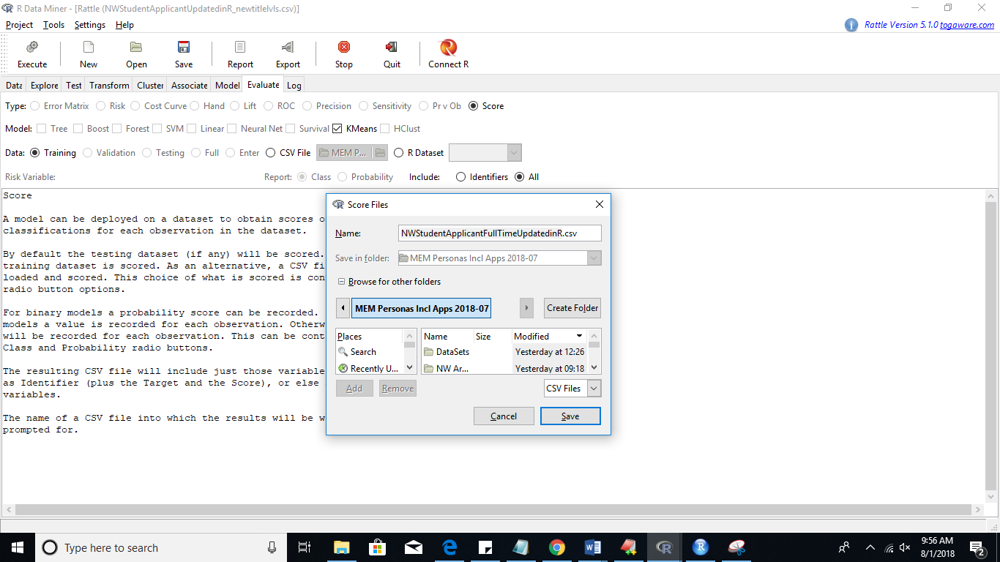 R Data Miner - [Rattle (NWStudentApplicantUpdatedinR_newtitlelvls.csv)]
Project Tools Settings Help
Rattle Version 5.1.0 togaware.com
Execute New Open Save Report Export Stop Quit Connect R
Data Explore Test Transform Cluster Associate Model Evaluate Log
Type: Error Matrix Risk Cost Curve Hand Lift ROC Precision Sensitivity Pr v Ob Score
Model: Tree Boost Forest SVM Linear Neural Net Survival KMeans HClust
Data: Training Validation Testing Full Enter CSV File MEM P... R Dataset
Risk Variable: Report: Class Probability Include: Identifiers All
Score
A model can be deployed on a dataset to obtain scores o
classifications for each observation in the dataset.
By default the testing dataset (if any) will be scored.
training dataset is scored. As an alternative, a CSV fi
loaded and scored. This choice of what is scored is con
radio button options.
For binary models a probability score can be recorded.
models a value is recorded for each observation. Otherw
will be recorded for each observation. This can be cont
Class and Probability radio buttons.
The resulting CSV file will include just those variable
as Identifier (plus the Target and the Score), or else
variables.
The name of a CSV file into which the results will be w
prompted for.
Score Files
Name: NWStudentApplicantFullTimeUpdatedinR.csv
Save in folder: MEM Personas Incl Apps 2018-07
Browse for other folders
MEM Personas Incl Apps 2018-07 Create Folder
Places Name Size Modified
Search DataSets Yesterday at 12:26
Recently U... NW Ar... Yesterday at 09:18
Add Remove CSV Files
Cancel Save
Type here to search
9:56 AM
8/1/2018
2